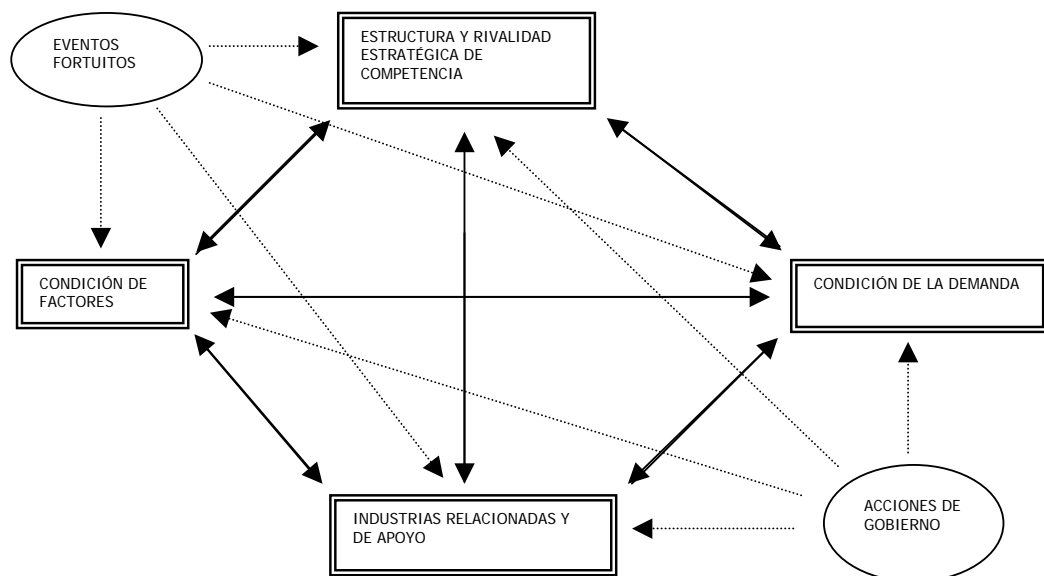 EVENTOS
FORTUITOS
ESTRUCTURA Y RIVALIDAD
ESTRATÉGICA DE
COMPETENCIA
CONDICIÓN DE
FACTORES
CONDICIÓN DE LA DEMANDA
INDUSTRIAS RELACIONADAS Y
DE APOYO
ACCIONES DE
GOBIERNO